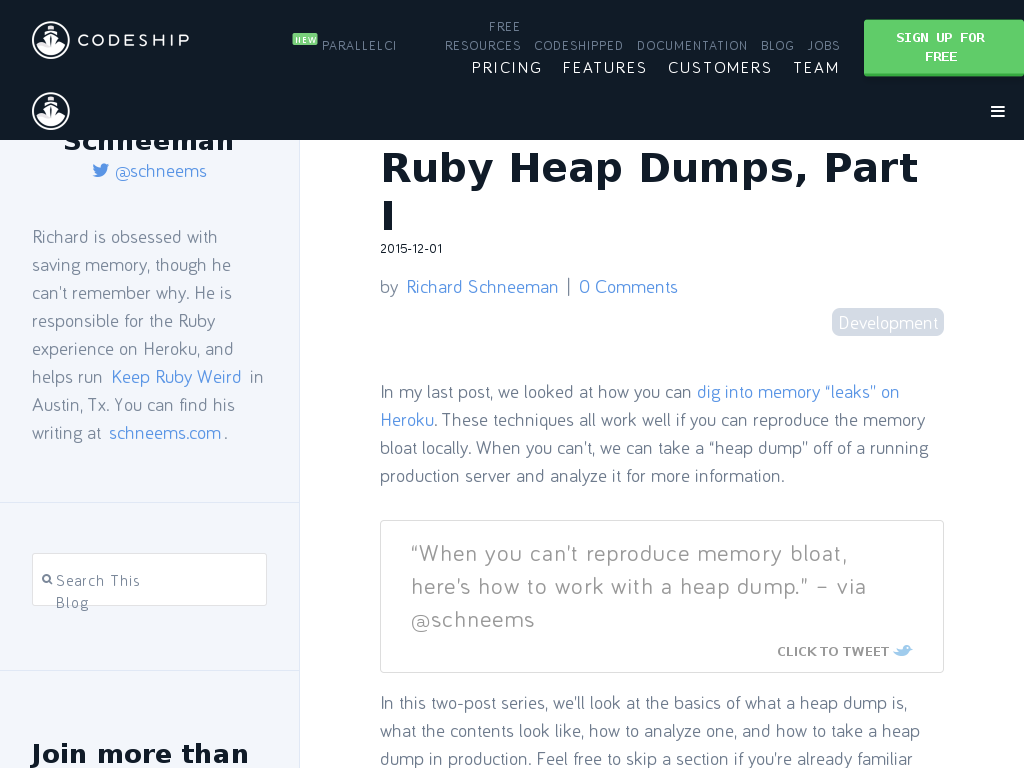 CODESHIP
NEW PARALLELCI
FREE
RESOURCES CODESHIPPED DOCUMENTATION BLOG JOBS
PRICING FEATURES CUSTOMERS TEAM
SIGN UP FOR
FREE
Schneeman
@schneems
Richard is obsessed with
saving memory, though he
can't remember why. He is
responsible for the Ruby
experience on Heroku, and
helps run Keep Ruby Weird in
Austin, Tx. You can find his
writing at schneems.com.
Search This
Blog
Join more than
Ruby Heap Dumps, Part
I
2015-12-01
by Richard Schneeman | 0 Comments
Development
In my last post, we looked at how you can dig into memory “leaks” on
Heroku. These techniques all work well if you can reproduce the memory
bloat locally. When you can’t, we can take a “heap dump” off of a running
production server and analyze it for more information.
“When you can’t reproduce memory bloat,
here’s how to work with a heap dump.” – via
@schneems
CLICK TO TWEET
In this two-post series, we’ll look at the basics of what a heap dump is,
what the contents look like, how to analyze one, and how to take a heap
dump in production. Feel free to skip a section if you’re already familiar